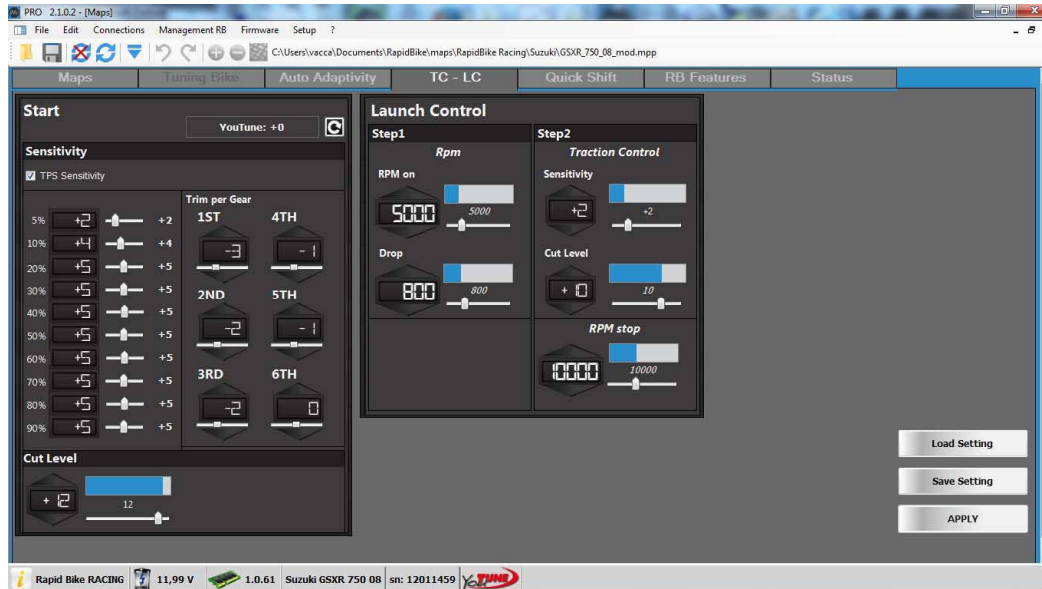 PRO 2.1.0.2 - [Maps]
File Edit Connections Management RB Firmware Setup ?
C:\Users\vacca\Documents\RapidBike\maps\RapidBike Racing\Suzuki\GSXR_750_08_mod.mpp
Maps Tuning Bike Auto Adaptivity TC - LC Quick Shift RB Features Status
Start
YouTune: +0
Sensitivity
TPS Sensitivity
5% +2 +2
10% +4 +4
20% +5 +5
30% +5 +5
40% +5 +5
50% +5 +5
60% +5 +5
70% +5 +5
80% +5 +5
90% +5 +5
Trim per Gear
1ST 4TH
-3 -1
2ND 5TH
-2 -1
3RD 6TH
-2 0
Cut Level
+12
12
Launch Control
Step1
Rpm
RPM on
5000 5000
Drop
800 800
Step2
Traction Control
Sensitivity
+2 +2
Cut Level
+10 10
RPM stop
10000 10000
Load Setting
Save Setting
APPLY
Rapid Bike RACING 11,99 V 1.0.61 Suzuki GSXR 750 08 sn: 12011459 YouTUNE